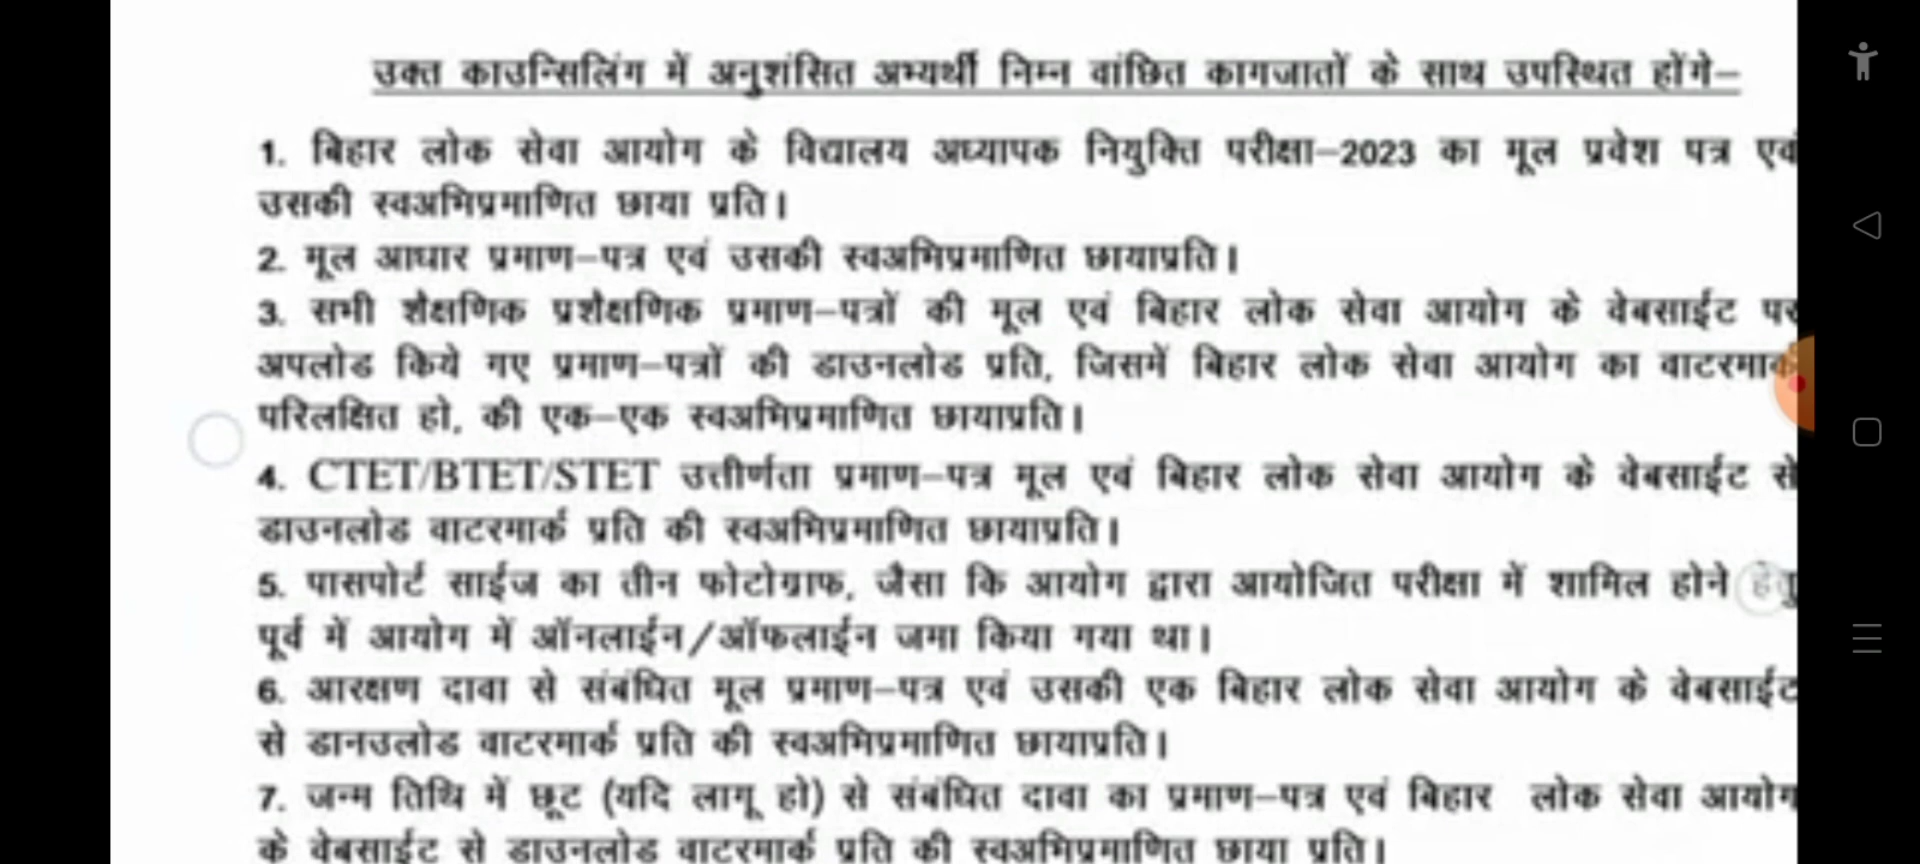 उक्त काउन्सिलिंग में अनुशंसित अभ्यर्थी निम्न वांछित कागजातों के साथ उपस्थित होंगे–
1. बिहार लोक सेवा आयोग के विद्यालय अध्यापक नियुक्ति परीक्षा–2023 का मूल प्रवेश पत्र एवं
उसकी स्वअभिप्रमाणित छाया प्रति।
2. मूल आधार प्रमाण–पत्र एवं उसकी स्वअभिप्रमाणित छायाप्रति।
3. सभी शैक्षणिक प्रशैक्षणिक प्रमाण–पत्रों की मूल एवं बिहार लोक सेवा आयोग के वेबसाईट पर
अपलोड किये गए प्रमाण–पत्रों की डाउनलोड प्रति, जिसमें बिहार लोक सेवा आयोग का वाटरमार्क
परिलक्षित हो, की एक–एक स्वअभिप्रमाणित छायाप्रति।
4. CTET/BTET/STET उत्तीर्णता प्रमाण–पत्र मूल एवं बिहार लोक सेवा आयोग के वेबसाईट से
डाउनलोड वाटरमार्क प्रति की स्वअभिप्रमाणित छायाप्रति।
5. पासपोर्ट साईज का तीन फोटोग्राफ, जैसा कि आयोग द्वारा आयोजित परीक्षा में शामिल होने हेतु
पूर्व में आयोग में ऑनलाईन/ऑफलाईन जमा किया गया था।
6. आरक्षण दावा से संबंधित मूल प्रमाण–पत्र एवं उसकी एक बिहार लोक सेवा आयोग के वेबसाईट
से डानउलोड वाटरमार्क प्रति की स्वअभिप्रमाणित छायाप्रति।
7. जन्म तिथि में छूट (यदि लागू हो) से संबंधित दावा का प्रमाण–पत्र एवं बिहार लोक सेवा आयोग
के वेबसाईट से डाउनलोड वाटरमार्क प्रति की स्वअभिप्रमाणित छाया प्रति।